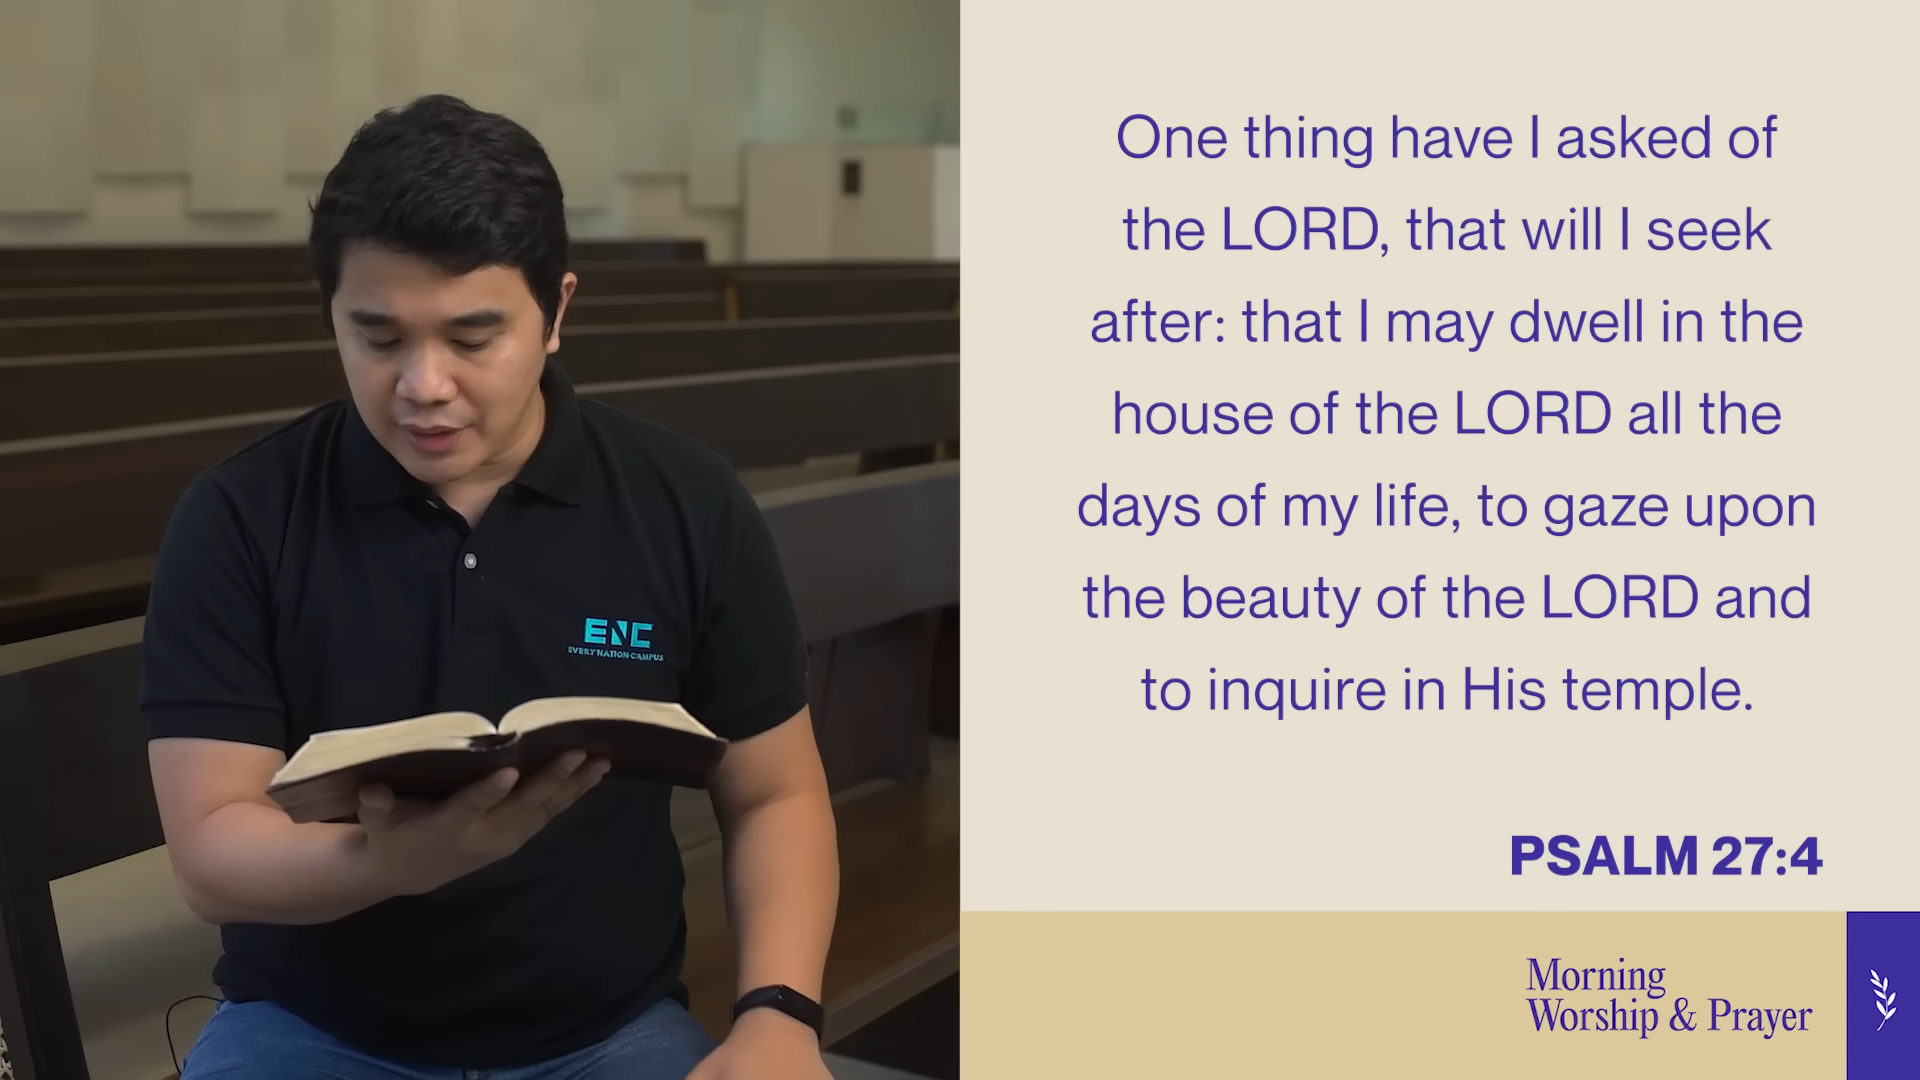 One thing have I asked of
the LORD, that will I seek
after: that I may dwell in the
house of the LORD all the
days of my life, to gaze upon
the beauty of the LORD and
to inquire in His temple.
PSALM 27:4
Morning
Worship & Prayer
ENC
EVERY NATION CAMPUS